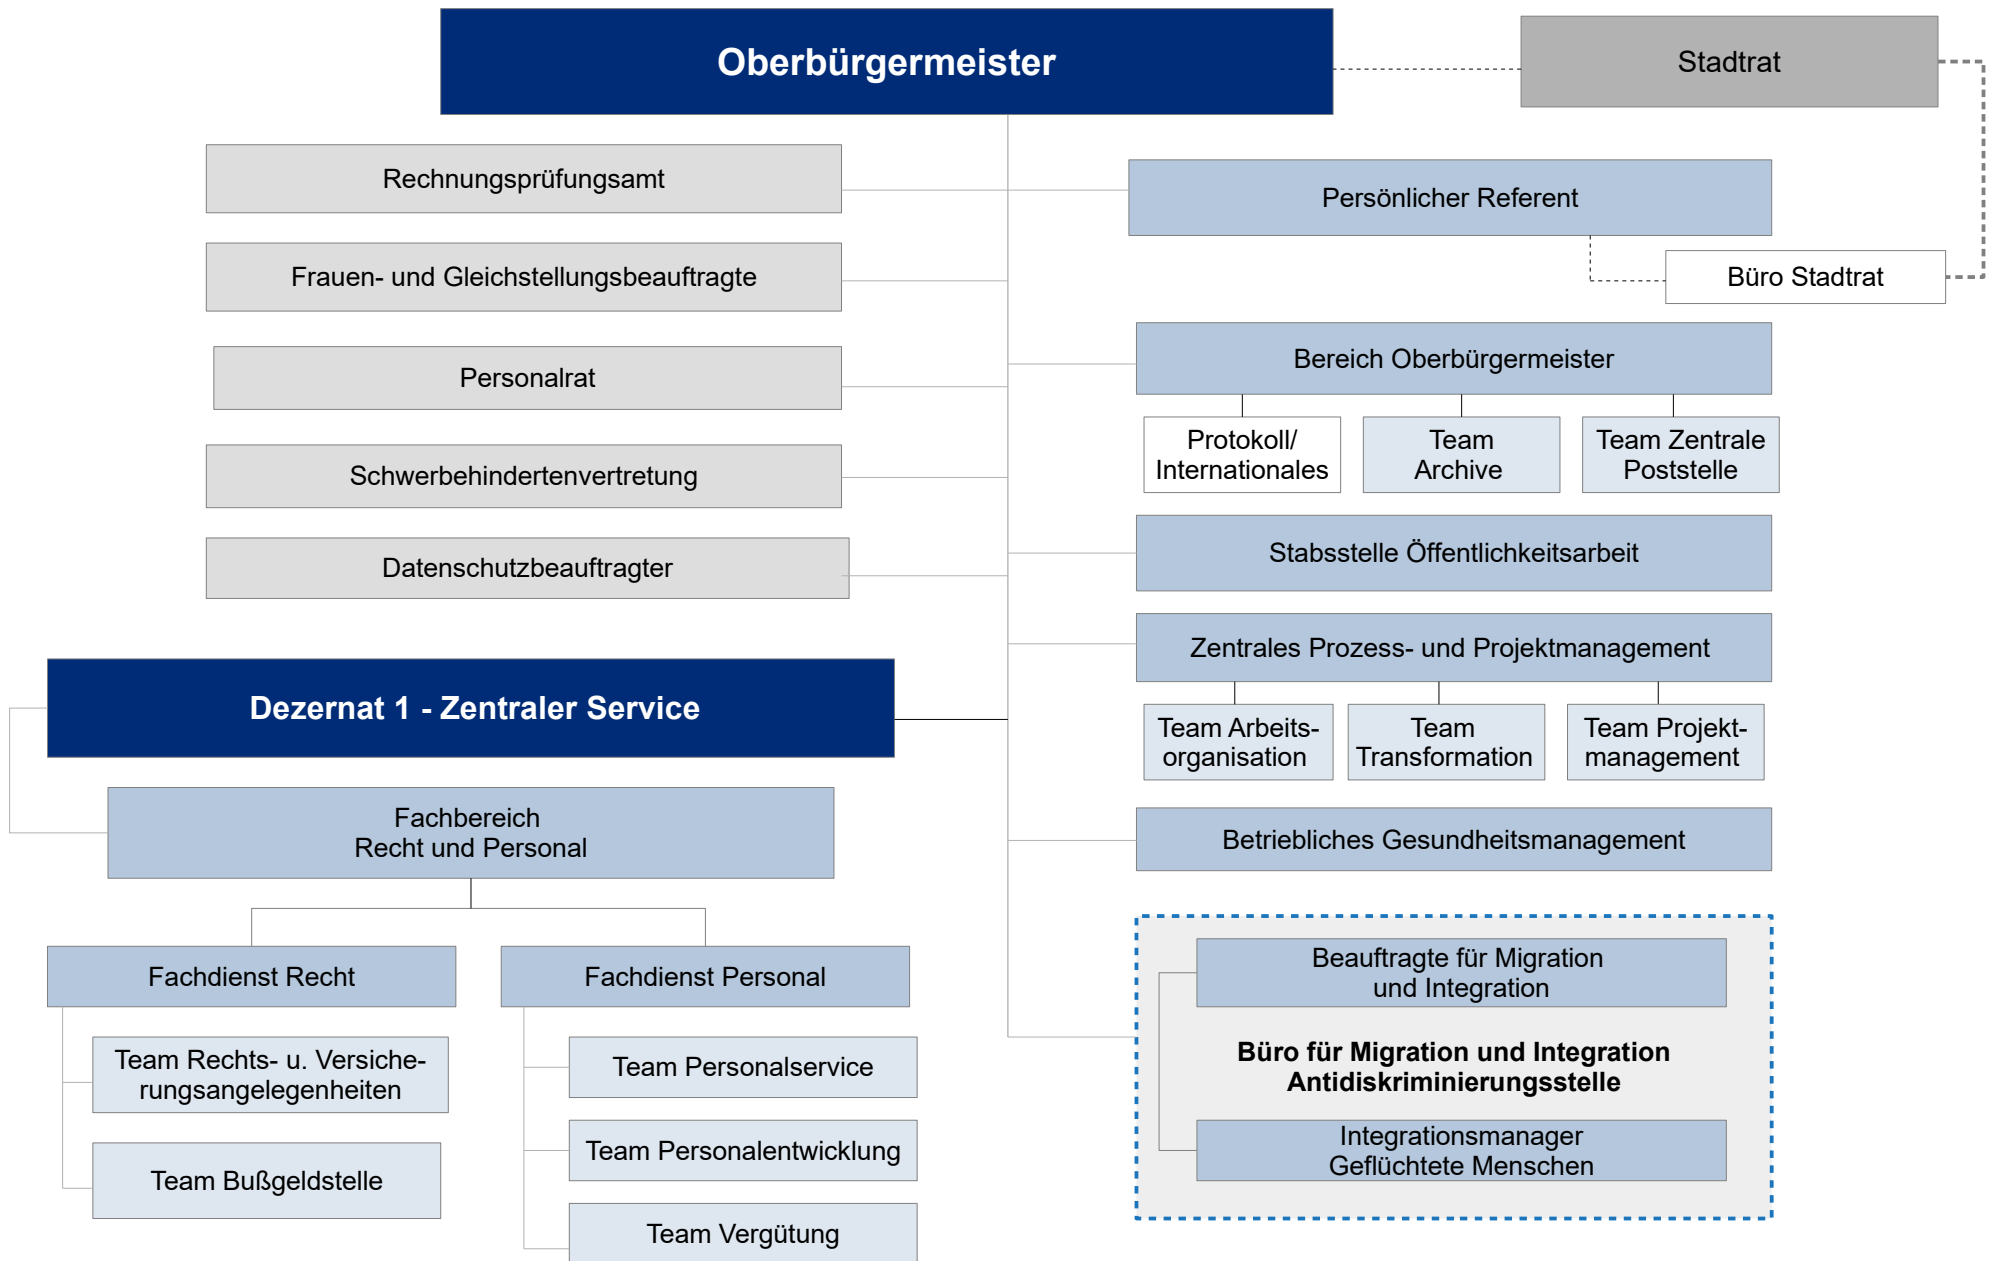 Oberbürgermeister
Stadtrat
Rechnungsprüfungsamt
Persönlicher Referent
Frauen- und Gleichstellungsbeauftragte
Büro Stadtrat
Personalrat
Bereich Oberbürgermeister
Protokoll/
Internationales
Team
Archive
Team Zentrale
Poststelle
Schwerbehindertenvertretung
Datenschutzbeauftragter
Stabsstelle Öffentlichkeitsarbeit
Zentrales Prozess- und Projektmanagement
Team Arbeits-
organisation
Team
Transformation
Team Projekt-
management
Dezernat 1 - Zentraler Service
Fachbereich
Recht und Personal
Betriebliches Gesundheitsmanagement
Fachdienst Recht
Fachdienst Personal
Team Rechts- u. Versiche-
rungsangelegenheiten
Team Bußgeldstelle
Team Personalservice
Team Personalentwicklung
Team Vergütung
Beauftragte für Migration
und Integration
Büro für Migration und Integration
Antidiskriminierungsstelle
Integrationsmanager
Geflüchtete Menschen